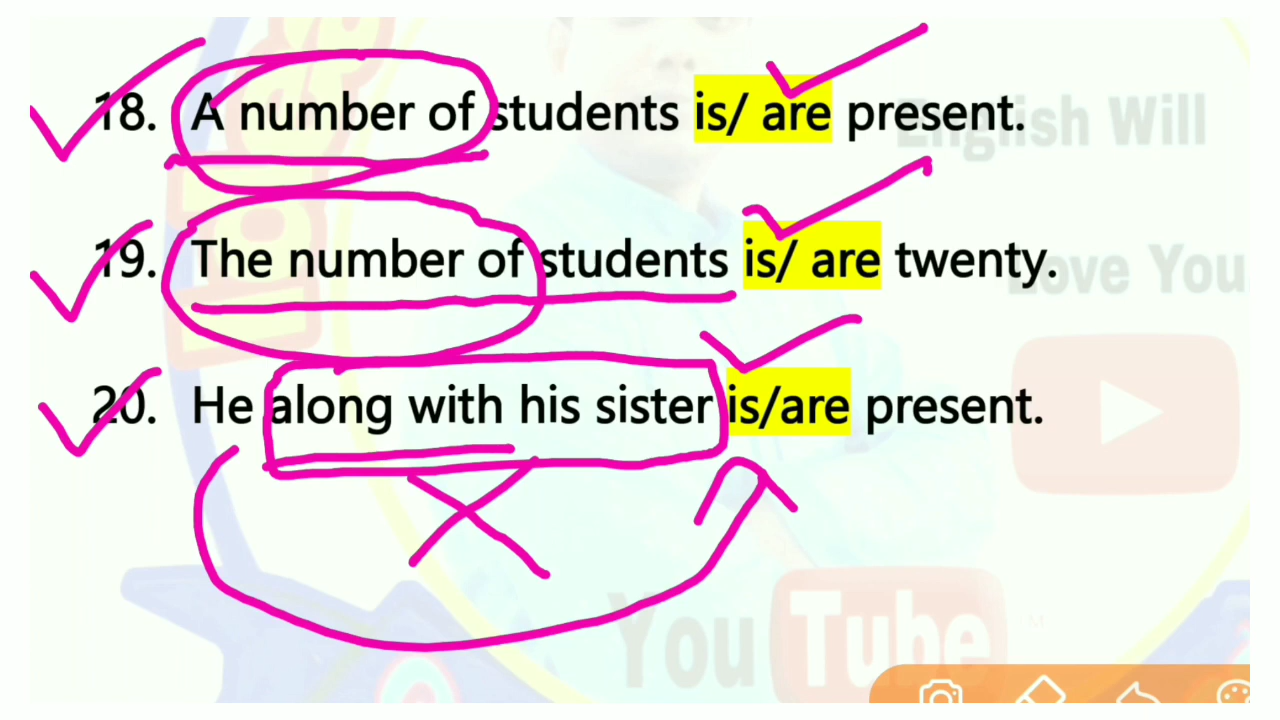 18. A number of students is/ are present.
English Will
19. The number of students is/ are twenty.
Love You
20. He along with his sister is/are present.
YouTube